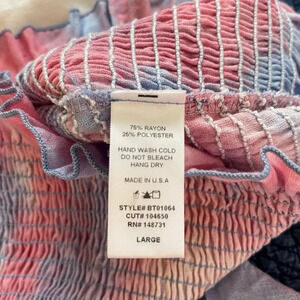 75% RAYON
25% POLYESTER
HAND WASH COLD
DO NOT BLEACH
HANG DRY
MADE IN U.S.A
STYLE# BT01064
CUT# 104650
RN# 148731
LARGE